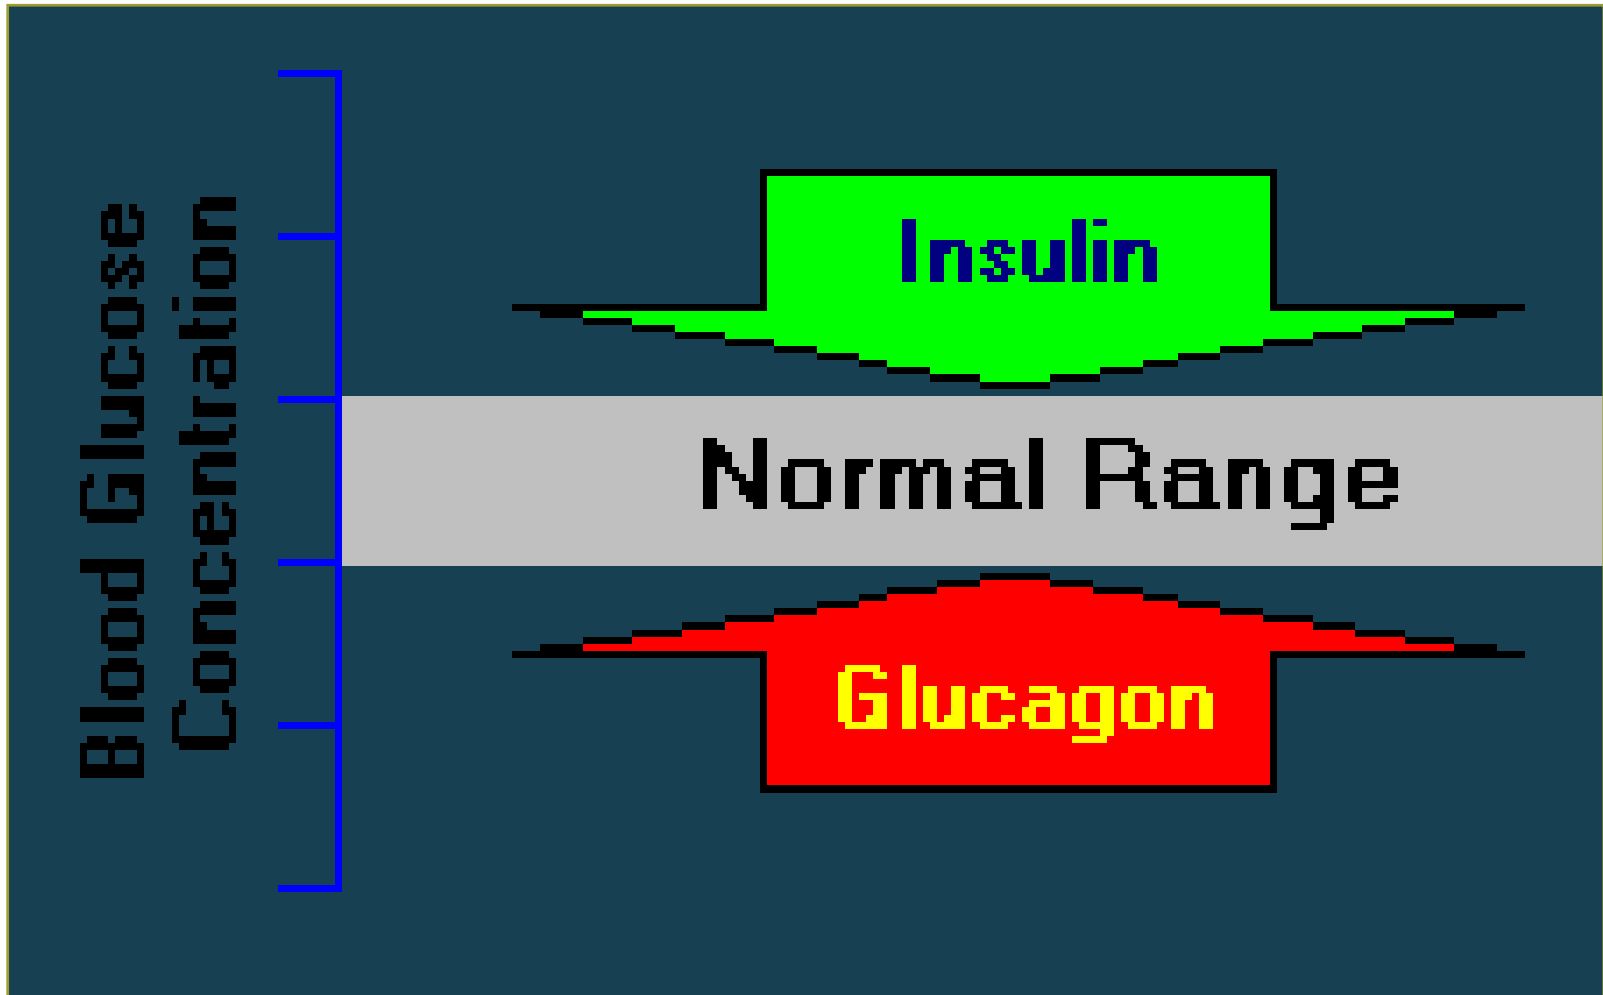 Blood Glucose
Concentration
Insulin
Normal Range
Glucagon